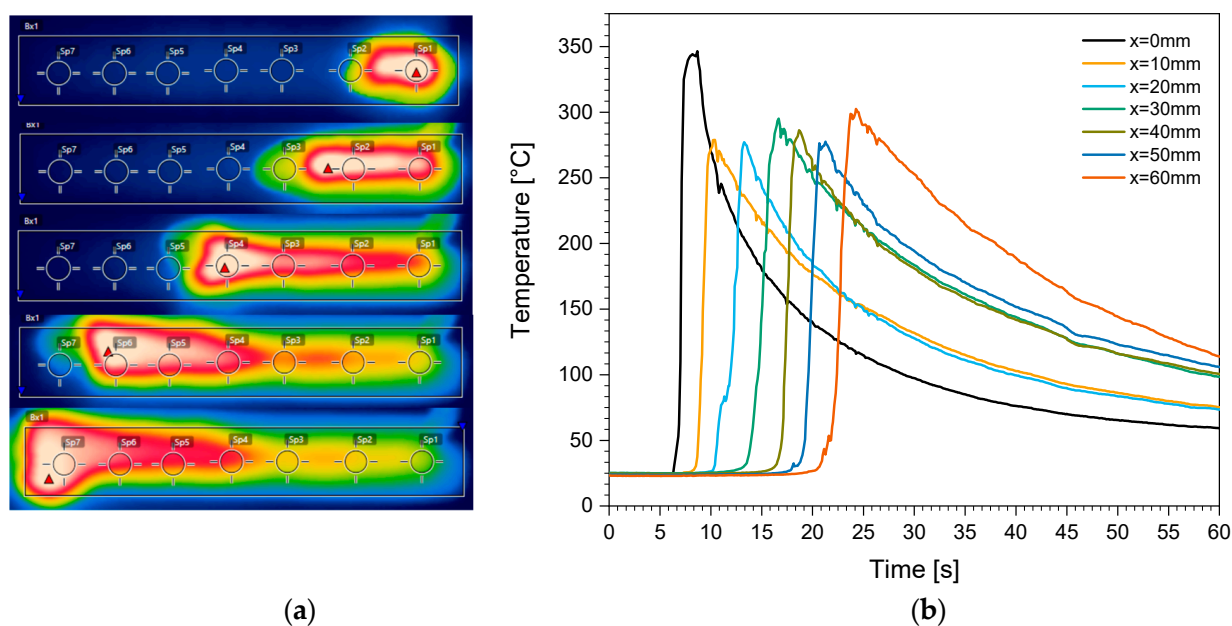 Bx1
Sp7 Sp6 Sp5 Sp4 Sp3 Sp2 Sp1
Bx1
Sp7 Sp6 Sp5 Sp4 Sp3 Sp2 Sp1
Bx1
Sp7 Sp6 Sp5 Sp4 Sp3 Sp2 Sp1
Bx1
Sp7 Sp6 Sp5 Sp4 Sp3 Sp2 Sp1
Bx1
Sp7 Sp6 Sp5 Sp4 Sp3 Sp2 Sp1
(a)
Temperature [°C]
350
300
250
200
150
100
50
0
x=0mm
x=10mm
x=20mm
x=30mm
x=40mm
x=50mm
x=60mm
0 5 10 15 20 25 30 35 40 45 50 55 60
Time [s]
(b)